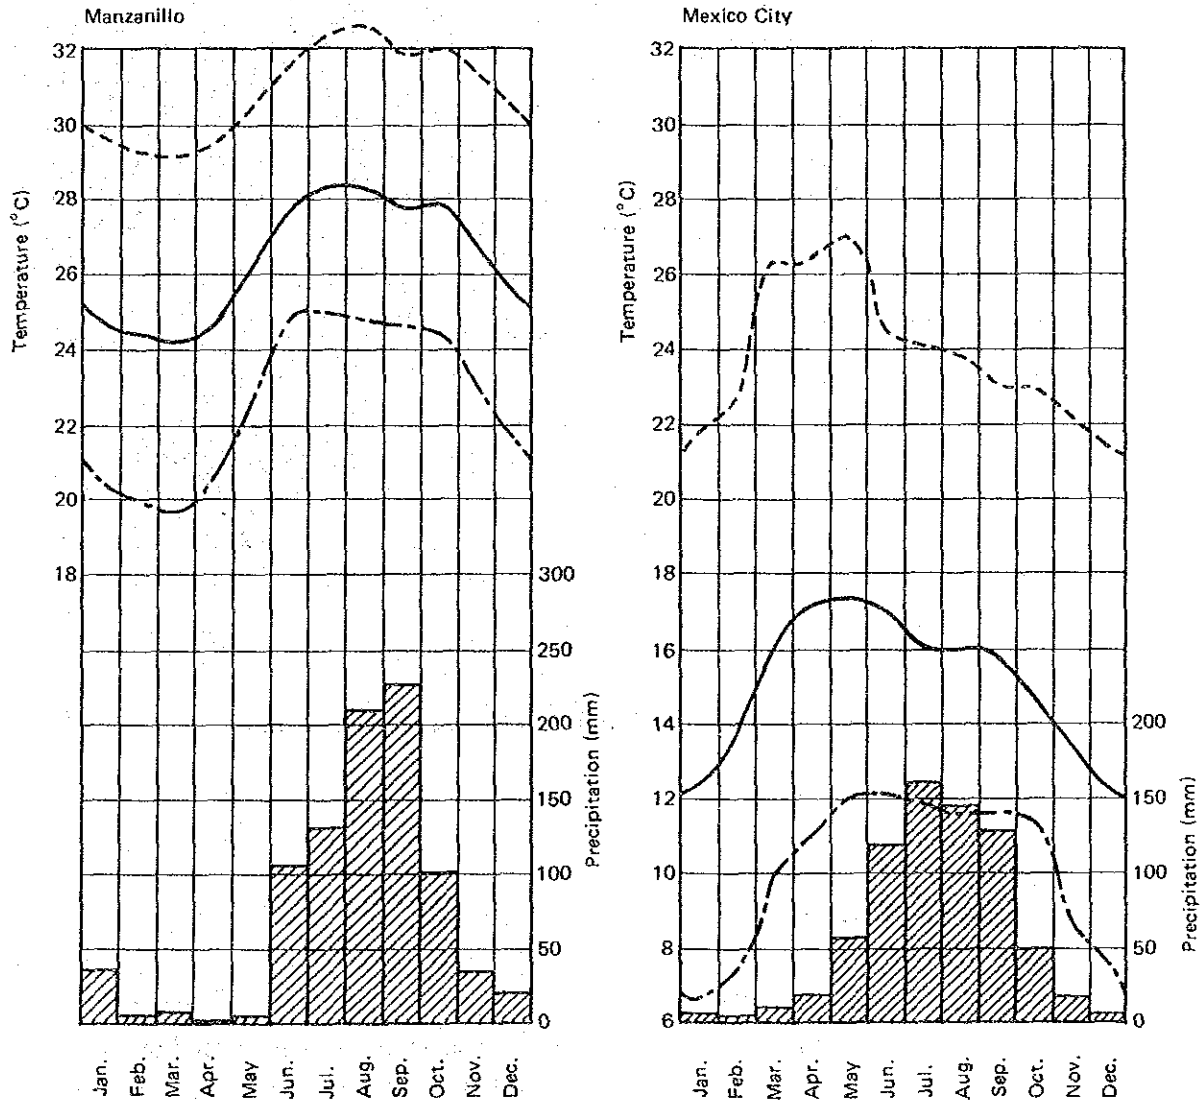 Manzanillo
Temperature (°C)
32
30
28
26
24
22
20
18
300
250
200
150
100
50
0
Precipitation (mm)
Jan.
Feb.
Mar.
Apr.
May
Jun.
Jul.
Aug.
Sep.
Oct.
Nov.
Dec.
Mexico City
Temperature (°C)
32
30
28
26
24
22
20
18
16
14
12
10
8
6
200
150
100
50
0
Precipitation (mm)
Jan.
Feb.
Mar.
Apr.
May
Jun.
Jul.
Aug.
Sep.
Oct.
Nov.
Dec.